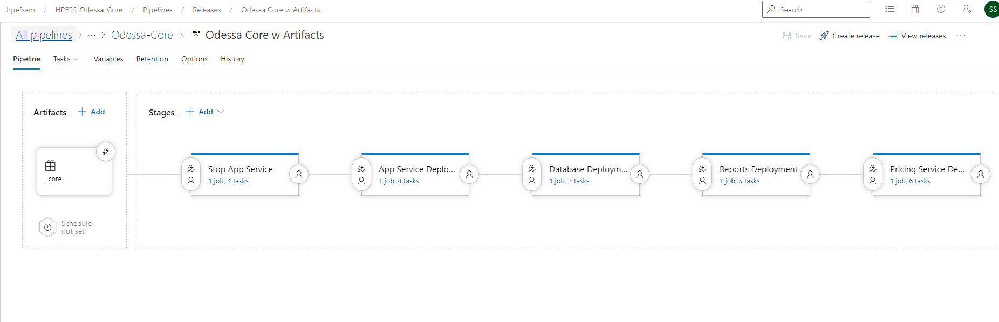 hpefsam / HPEFS_Odessa_Core / Pipelines / Releases / Odessa Core w Artifacts
Search
SS
All pipelines > ··· > Odessa-Core > Odessa Core w Artifacts
Save Create release View releases ···
Pipeline Tasks Variables Retention Options History
Artifacts | + Add
Stages | + Add
_core
Schedule
not set
Stop App Service
1 job, 4 tasks
App Service Deplo...
1 job, 4 tasks
Database Deploym...
1 job, 7 tasks
Reports Deployment
1 job, 5 tasks
Pricing Service De...
1 job, 6 tasks